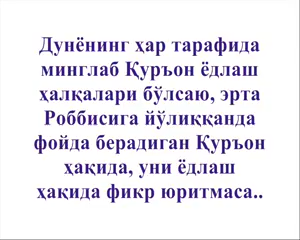 Дунёнинг ҳар тарафида
минглаб Қуръон ёдлаш
ҳалқалари бўлсаю, эрта
Роббисига йўлиққанда
фойда берадиган Қуръон
ҳақида, уни ёдлаш
ҳақида фикр юритмаса..